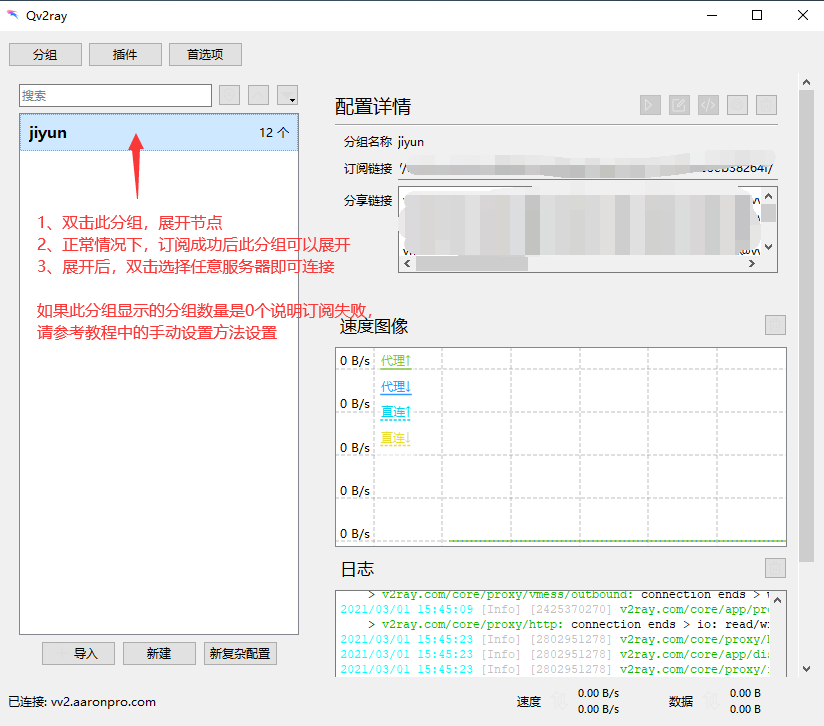 Qv2ray
分组 插件 首选项
搜索
jiyun 12 个
1、双击此分组，展开节点
2、正常情况下，订阅成功后此分组可以展开
3、展开后，双击选择任意服务器即可连接
如果此分组显示的分组数量是0个说明订阅失败，
请参考教程中的手动设置方法设置
导入 新建 新复杂配置
配置详情
分组名称 jiyun
订阅链接
分享链接
速度图像
0 B/s 代理↑
代理↓
0 B/s 直连↑
直连↓
0 B/s
0 B/s
0 B/s
日志
> v2ray.com/core/proxy/vmess/outbound: connection ends >
2021/03/01 15:45:09 [Info] [2425370270] v2ray.com/core/app/pr
> v2ray.com/core/proxy/http: connection ends > io: read/wi
2021/03/01 15:45:23 [Info] [2802951278] v2ray.com/core/proxy/
2021/03/01 15:45:23 [Info] [2802951278] v2ray.com/core/app/dis
2021/03/01 15:45:23 [Info] [2802951278] v2ray.com/core/proxy/
已连接: vv2.aaronpro.com
速度 0.00 B/s 数据 0.00 B
0.00 B/s 0.00 B